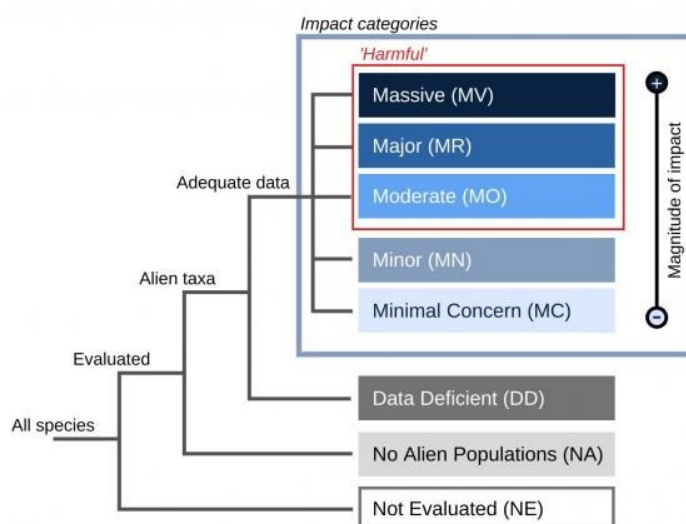 Impact categories
'Harmful'
Massive (MV)
Major (MR)
Adequate data
Moderate (MO)
Minor (MN)
Alien taxa
Minimal Concern (MC)
+
Magnitude of impact
-
Evaluated
Data Deficient (DD)
All species
No Alien Populations (NA)
Not Evaluated (NE)